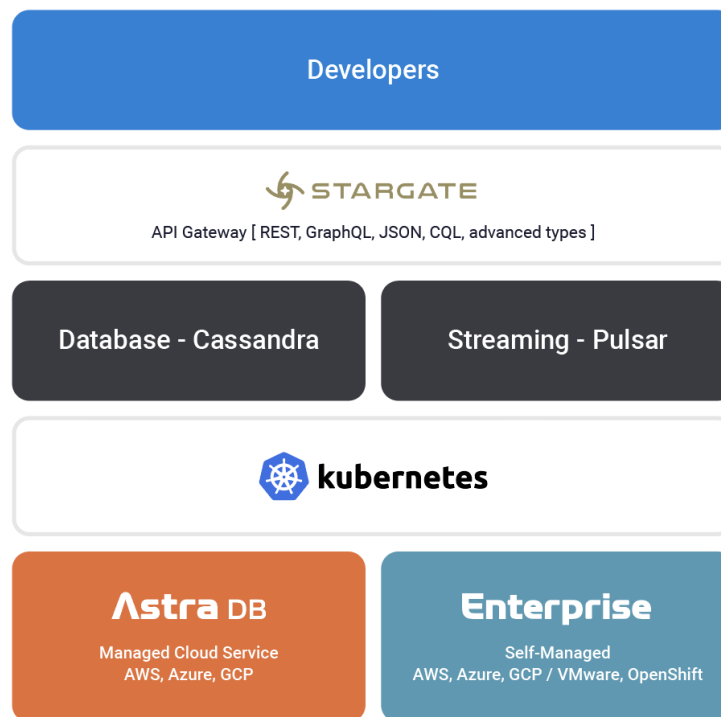 Developers
STARGATE
API Gateway [ REST, GraphQL, JSON, CQL, advanced types ]
Database - Cassandra
Streaming - Pulsar
kubernetes
Astra DB
Managed Cloud Service
AWS, Azure, GCP
Enterprise
Self-Managed
AWS, Azure, GCP / VMware, OpenShift